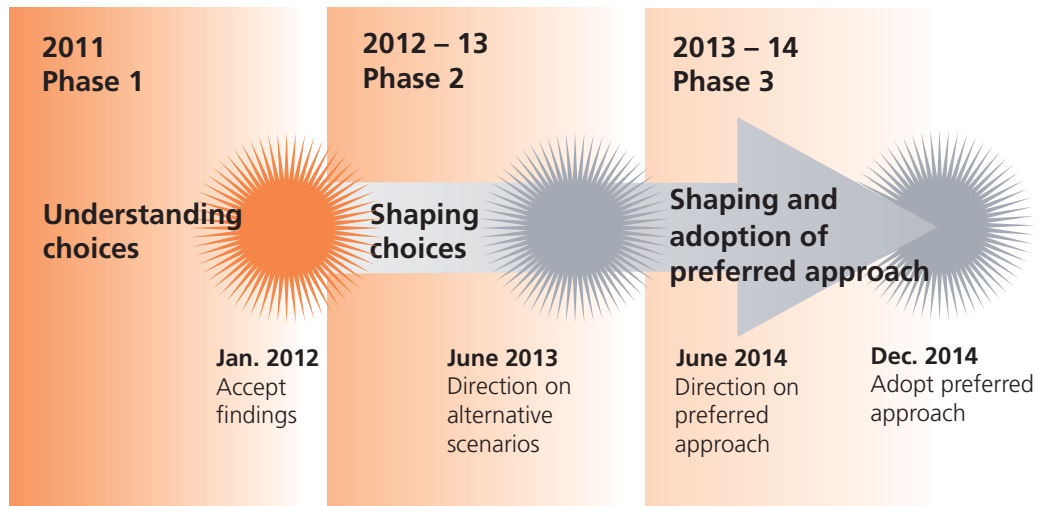 2011
Phase 1
Understanding
choices
Jan. 2012
Accept
findings
2012 – 13
Phase 2
Shaping
choices
June 2013
Direction on
alternative
scenarios
2013 – 14
Phase 3
Shaping and
adoption of
preferred approach
June 2014
Direction on
preferred
approach
Dec. 2014
Adopt preferred
approach